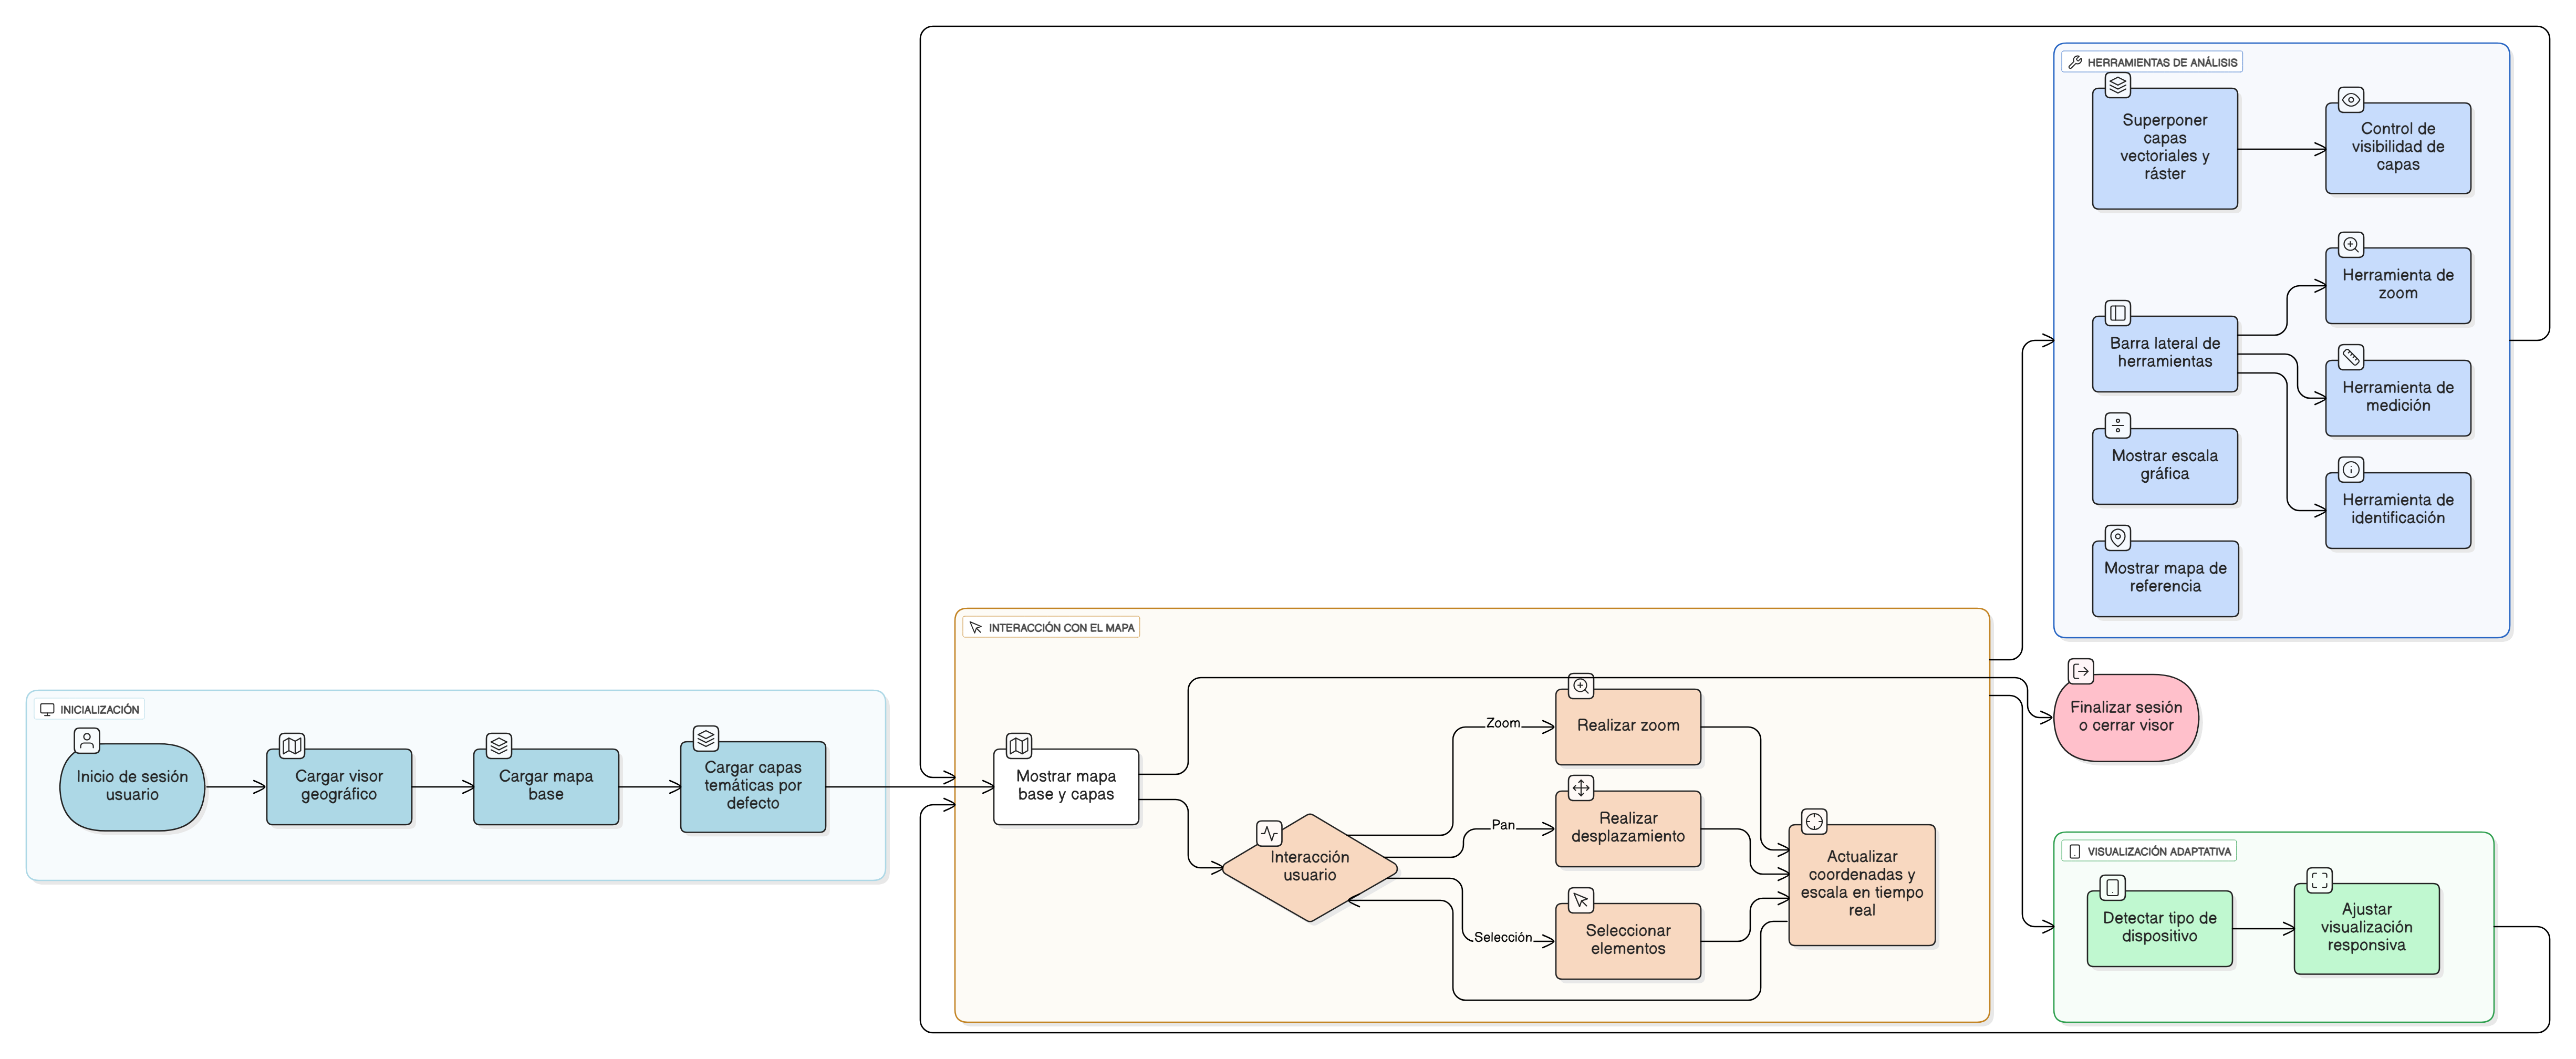 INICIALIZACIÓN
Inicio de sesión
usuario
Cargar visor
geográfico
Cargar mapa
base
Cargar capas
temáticas por
defecto
INTERACCIÓN CON EL MAPA
Mostrar mapa
base y capas
Interacción
usuario
Zoom
Pan
Selección
Realizar zoom
Realizar
desplazamiento
Seleccionar
elementos
Actualizar
coordenadas y
escala en tiempo
real
HERRAMIENTAS DE ANÁLISIS
Superponer
capas
vectoriales y
ráster
Control de
visibilidad de
capas
Barra lateral de
herramientas
Herramienta de
zoom
Herramienta de
medición
Herramienta de
identificación
Mostrar escala
gráfica
Mostrar mapa de
referencia
Finalizar sesión
o cerrar visor
VISUALIZACIÓN ADAPTATIVA
Detectar tipo de
dispositivo
Ajustar
visualización
responsiva